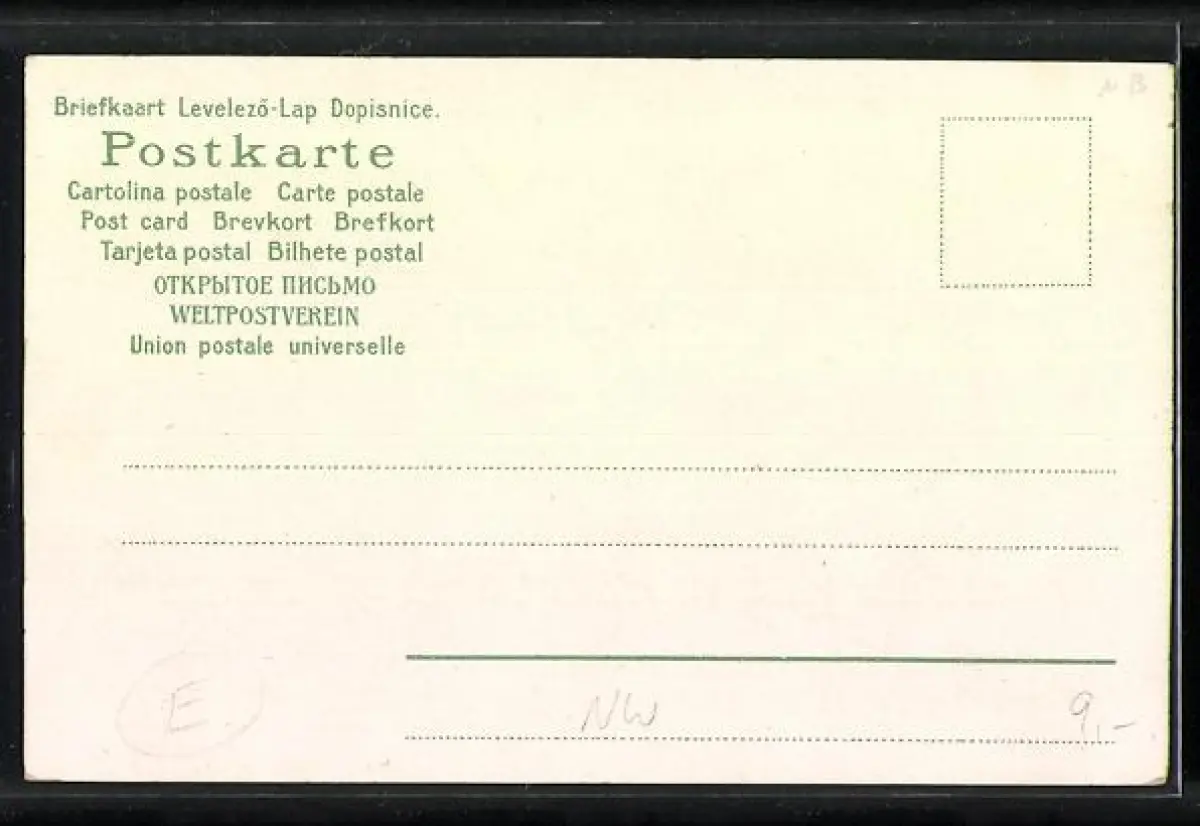 N B
Briefkaart Levelező-Lap Dopisnice.
Postkarte
Cartolina postale Carte postale
Post card Brevkort Brefkort
Tarjeta postal Bilhete postal
ОТКРЫТОЕ ПИСЬМО
WELTPOSTVEREIN
Union postale universelle
E
NW 9,-